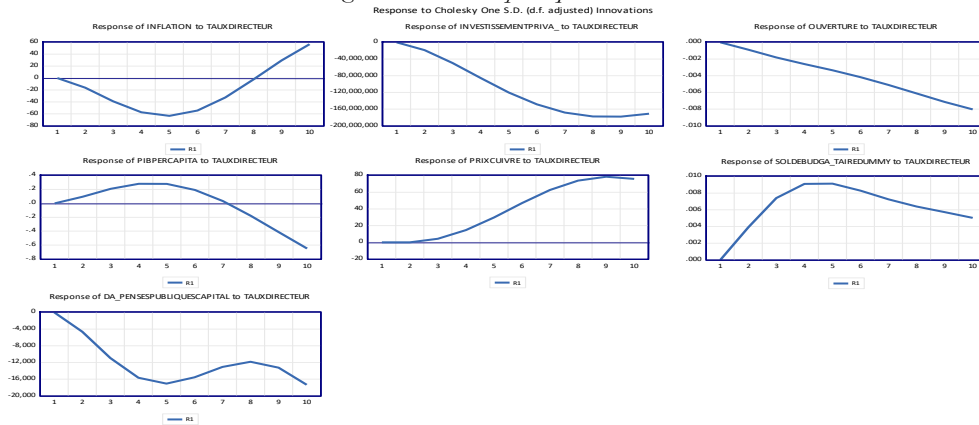 Response to Cholesky One S.D. (d.f. adjusted) Innovations
Response of INFLATION to TAUXDIRECTEUR
60
40
20
0
-20
-40
-60
-80
1 2 3 4 5 6 7 8 9 10
R1
Response of INVESTISSEMENTPRIVA_ to TAUXDIRECTEUR
0
-40,000,000
-80,000,000
-120,000,000
-160,000,000
-200,000,000
1 2 3 4 5 6 7 8 9 10
R1
Response of OUVERTURE to TAUXDIRECTEUR
.000
-.002
-.004
-.006
-.008
-.010
1 2 3 4 5 6 7 8 9 10
R1
Response of PIBPERCAPITA to TAUXDIRECTEUR
.4
.2
.0
-.2
-.4
-.6
-.8
1 2 3 4 5 6 7 8 9 10
R1
Response of PRIXCUIVRE to TAUXDIRECTEUR
80
60
40
20
0
-20
1 2 3 4 5 6 7 8 9 10
R1
Response of SOLDEBUDGA_TAIREDUMMY to TAUXDIRECTEUR
.010
.008
.006
.004
.002
.000
1 2 3 4 5 6 7 8 9 10
R1
Response of DA_PENSESPUBLIQUESCAPITAL to TAUXDIRECTEUR
0
-4,000
-8,000
-12,000
-16,000
-20,000
1 2 3 4 5 6 7 8 9 10
R1